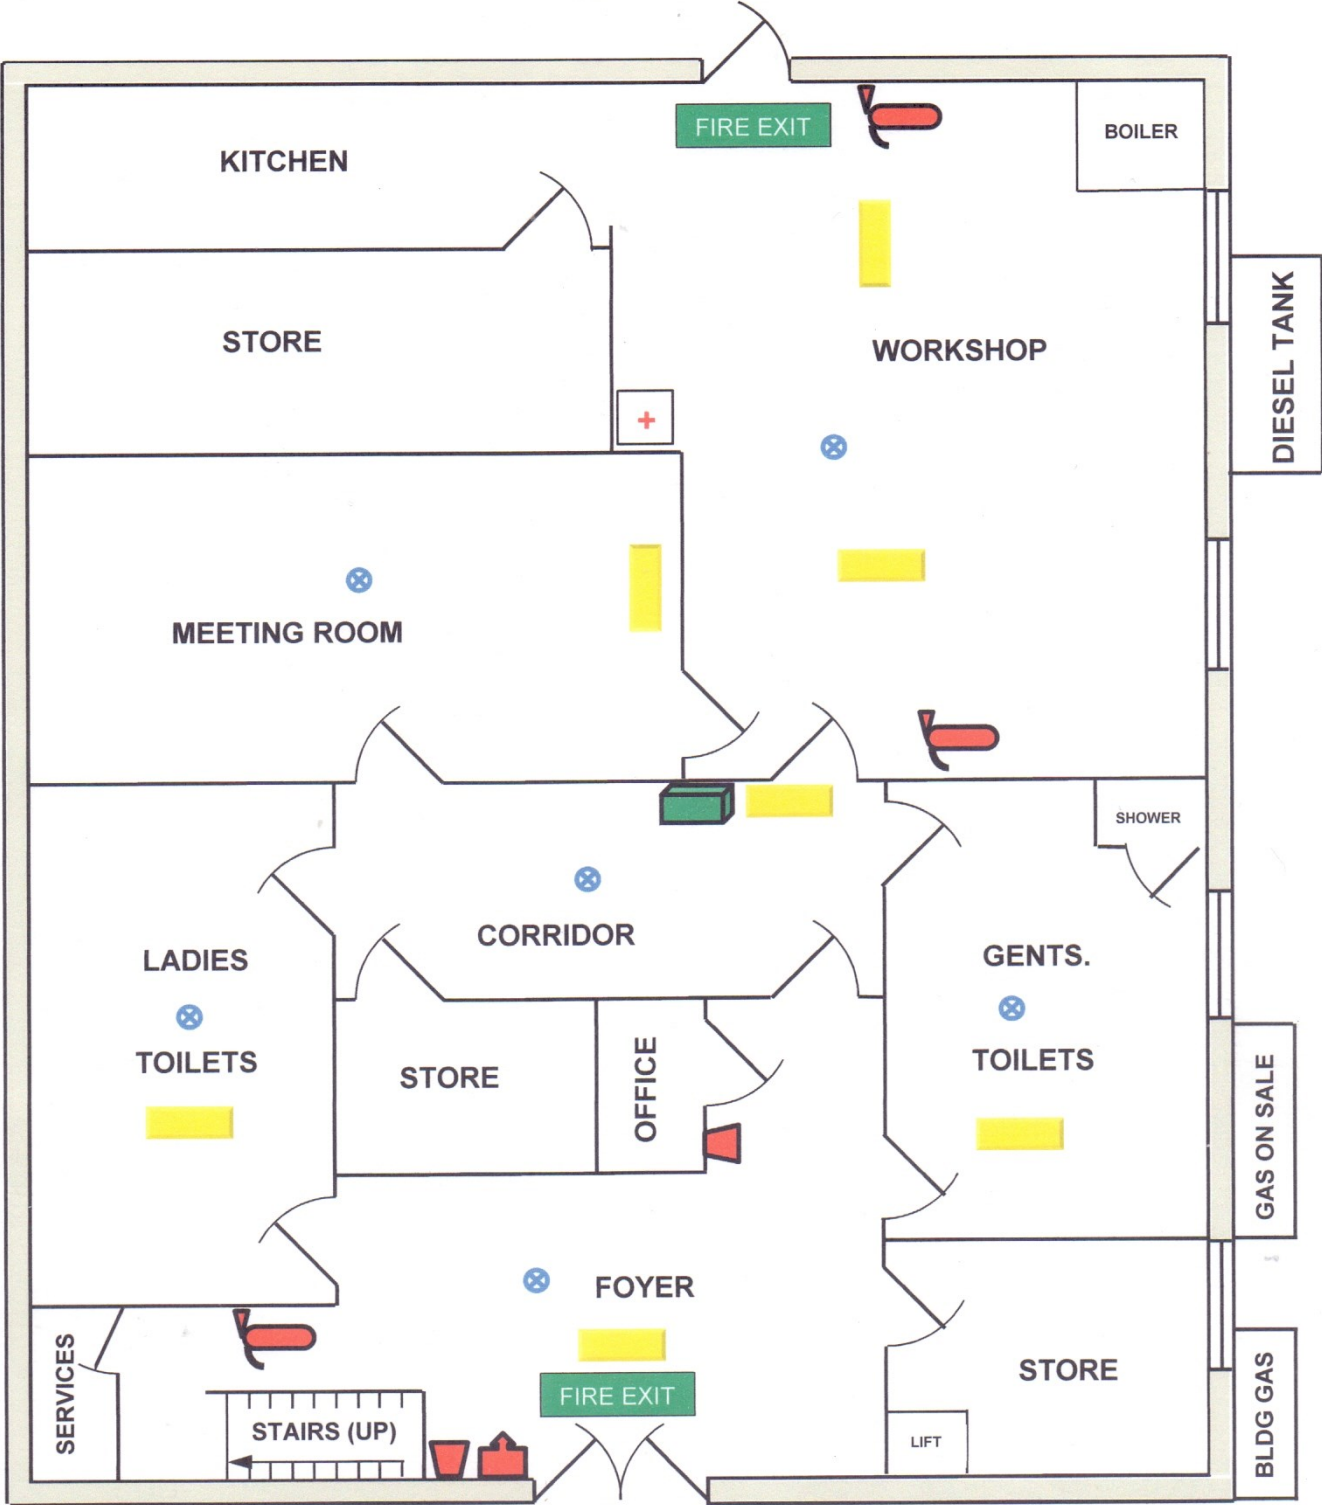 FIRE EXIT
BOILER
KITCHEN
DIESEL TANK
STORE
WORKSHOP
MEETING ROOM
SHOWER
CORRIDOR
LADIES
GENTS.
TOILETS
TOILETS
STORE
OFFICE
GAS ON SALE
FOYER
SERVICES
FIRE EXIT
STORE
STAIRS (UP)
LIFT
BLDG GAS